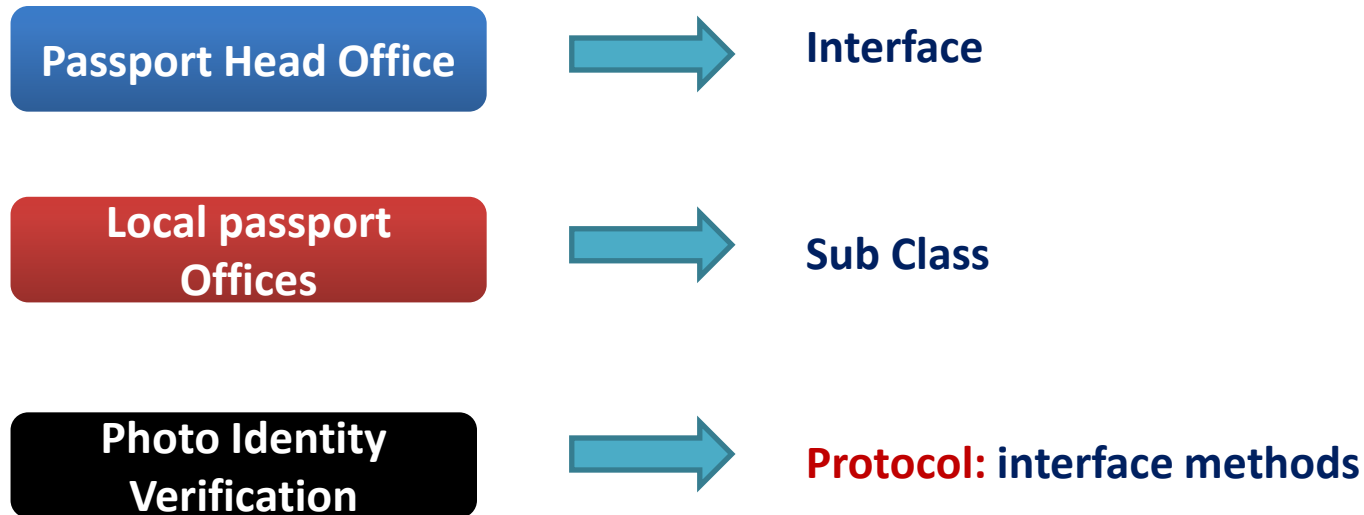 Passport Head Office
Interface
Local passport
Offices
Sub Class
Photo Identity
Verification
Protocol: interface methods